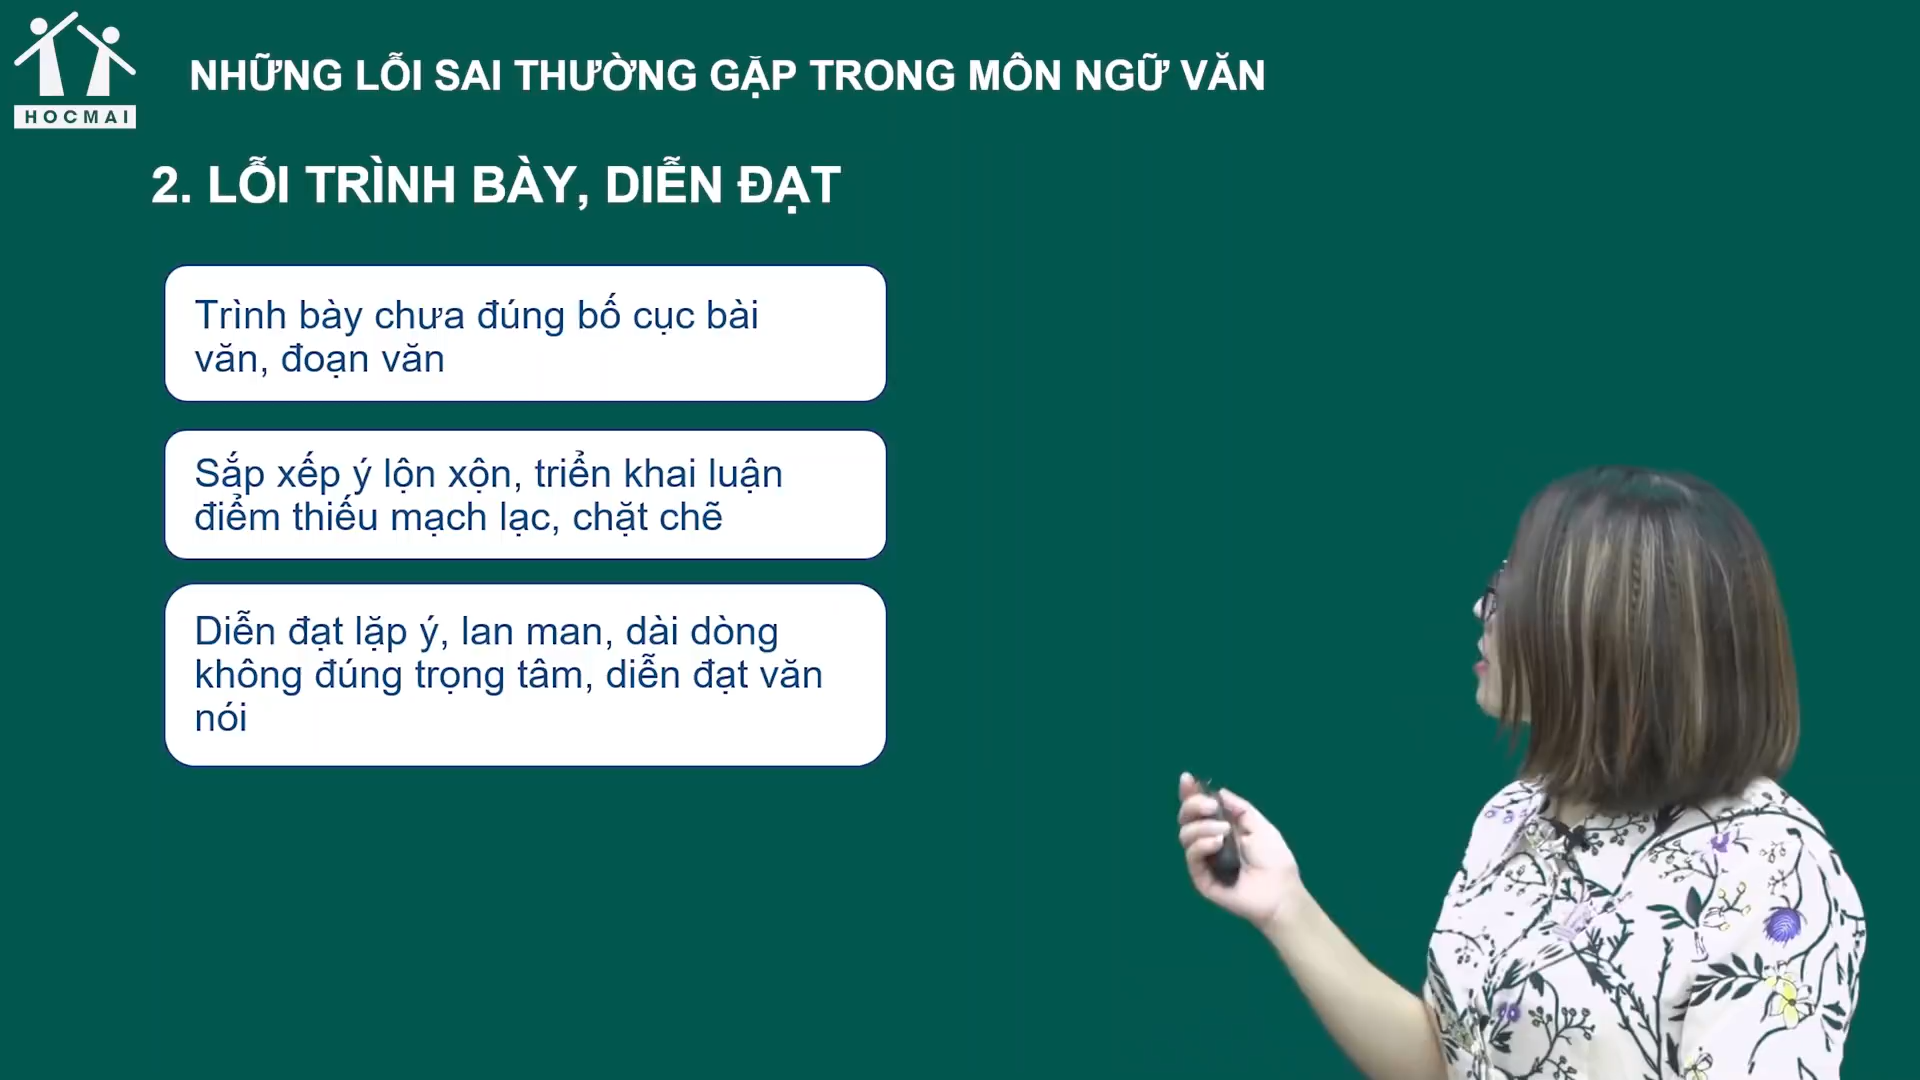 HOCMAI
NHỮNG LỖI SAI THƯỜNG GẶP TRONG MÔN NGỮ VĂN
2. LỖI TRÌNH BÀY, DIỄN ĐẠT
Trình bày chưa đúng bố cục bài
văn, đoạn văn
Sắp xếp ý lộn xộn, triển khai luận
điểm thiếu mạch lạc, chặt chẽ
Diễn đạt lặp ý, lan man, dài dòng
không đúng trọng tâm, diễn đạt văn
nói